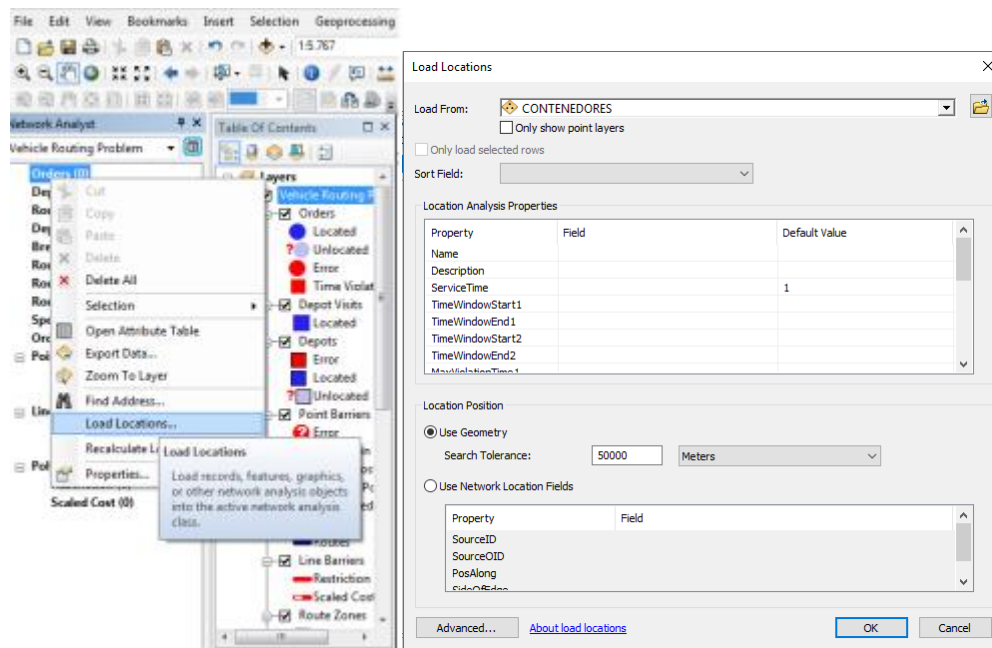 File Edit View Bookmarks Insert Selection Geoprocessing
1:5.767
Network Analyst
Vehicle Routing Problem
Orders (0)
Cut
Copy
Paste
Delete
Delete All
Selection
Open Attribute Table
Export Data...
Zoom To Layer
Find Address...
Load Locations...
Properties...
Scaled Cost (0)
Load Locations
Load records, features, graphics,
or other network analysis objects
into the active network analysis
class.
Table Of Contents
Layers
Vehicle Routing P
Orders
Located
Unlocated
Error
Time Violat
Depot Visits
Located
Depots
Error
Located
Unlocated
Point Barriers
Error
Routes
Line Barriers
Restriction
Scaled Cost
Route Zones
Load Locations
Load From: CONTENEDORES
Only show point layers
Only load selected rows
Sort Field:
Location Analysis Properties
Property Field Default Value
Name
Description
ServiceTime 1
TimeWindowStart1
TimeWindowEnd1
TimeWindowStart2
TimeWindowEnd2
MaxViolationTime1
Location Position
Use Geometry
Search Tolerance: 50000 Meters
Use Network Location Fields
Property Field
SourceID
SourceOID
PosAlong
SideOfEdge
Advanced... About load locations OK Cancel